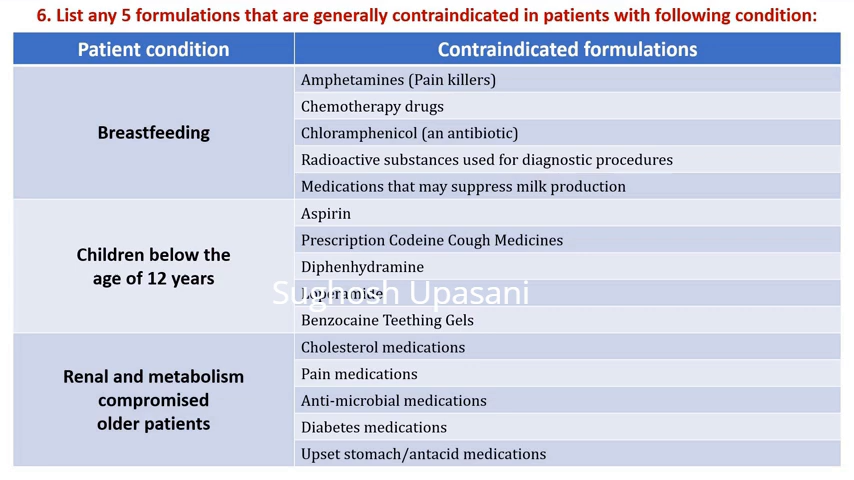 6. List any 5 formulations that are generally contraindicated in patients with following condition:
Patient condition
Contraindicated formulations
Breastfeeding
Amphetamines (Pain killers)
Chemotherapy drugs
Chloramphenicol (an antibiotic)
Radioactive substances used for diagnostic procedures
Medications that may suppress milk production
Children below the
age of 12 years
Aspirin
Prescription Codeine Cough Medicines
Diphenhydramine
Loperamide
Benzocaine Teething Gels
Renal and metabolism
compromised
older patients
Cholesterol medications
Pain medications
Anti-microbial medications
Diabetes medications
Upset stomach/antacid medications
Sughosh Upasani